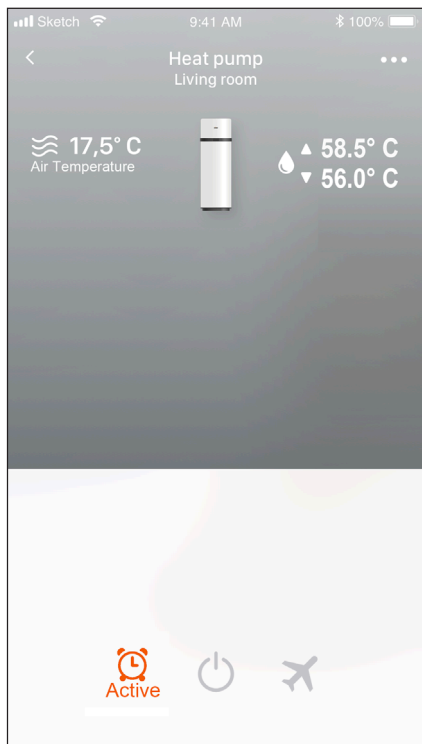 Sketch 9:41 AM 100%
Heat pump
Living room
17,5° C
Air Temperature
▲ 58.5° C
▼ 56.0° C
Active